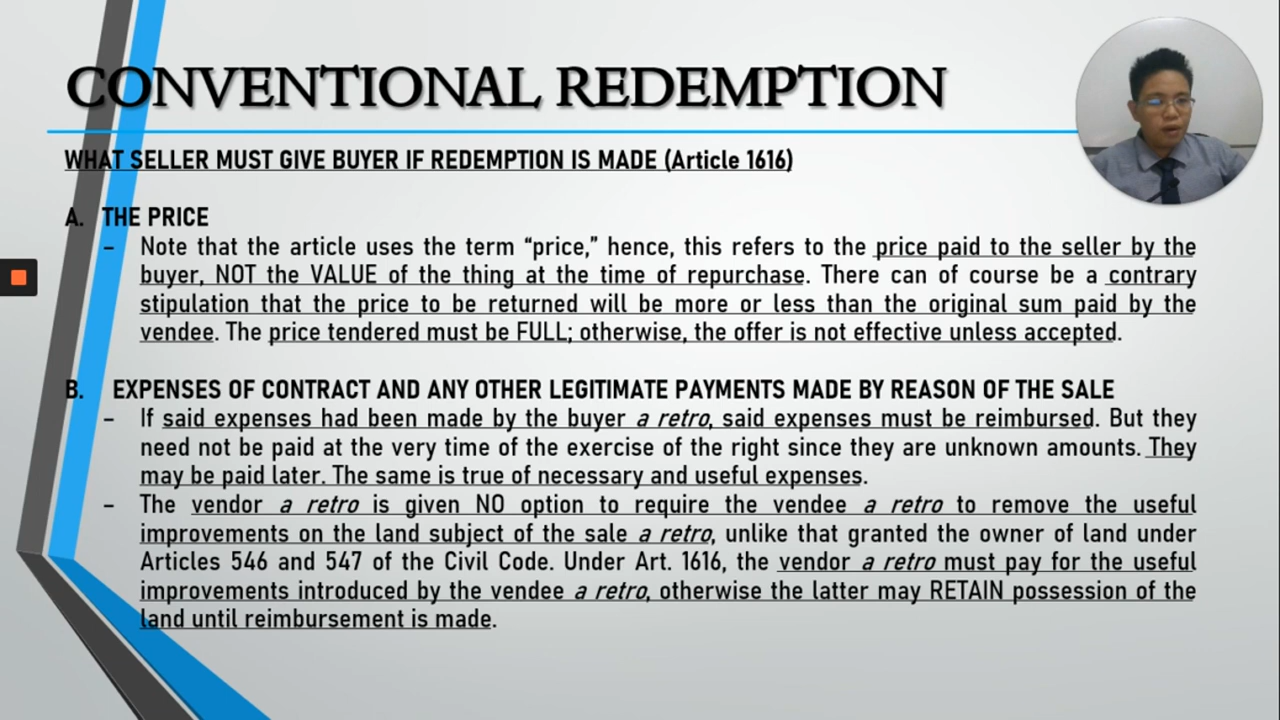 CONVENTIONAL REDEMPTION
WHAT SELLER MUST GIVE BUYER IF REDEMPTION IS MADE (Article 1616)
A. THE PRICE
– Note that the article uses the term “price,” hence, this refers to the price paid to the seller by the
buyer, NOT the VALUE of the thing at the time of repurchase. There can of course be a contrary
stipulation that the price to be returned will be more or less than the original sum paid by the
vendee. The price tendered must be FULL; otherwise, the offer is not effective unless accepted.
B. EXPENSES OF CONTRACT AND ANY OTHER LEGITIMATE PAYMENTS MADE BY REASON OF THE SALE
– If said expenses had been made by the buyer a retro, said expenses must be reimbursed. But they
need not be paid at the very time of the exercise of the right since they are unknown amounts. They
may be paid later. The same is true of necessary and useful expenses.
– The vendor a retro is given NO option to require the vendee a retro to remove the useful
improvements on the land subject of the sale a retro, unlike that granted the owner of land under
Articles 546 and 547 of the Civil Code. Under Art. 1616, the vendor a retro must pay for the useful
improvements introduced by the vendee a retro, otherwise the latter may RETAIN possession of the
land until reimbursement is made.